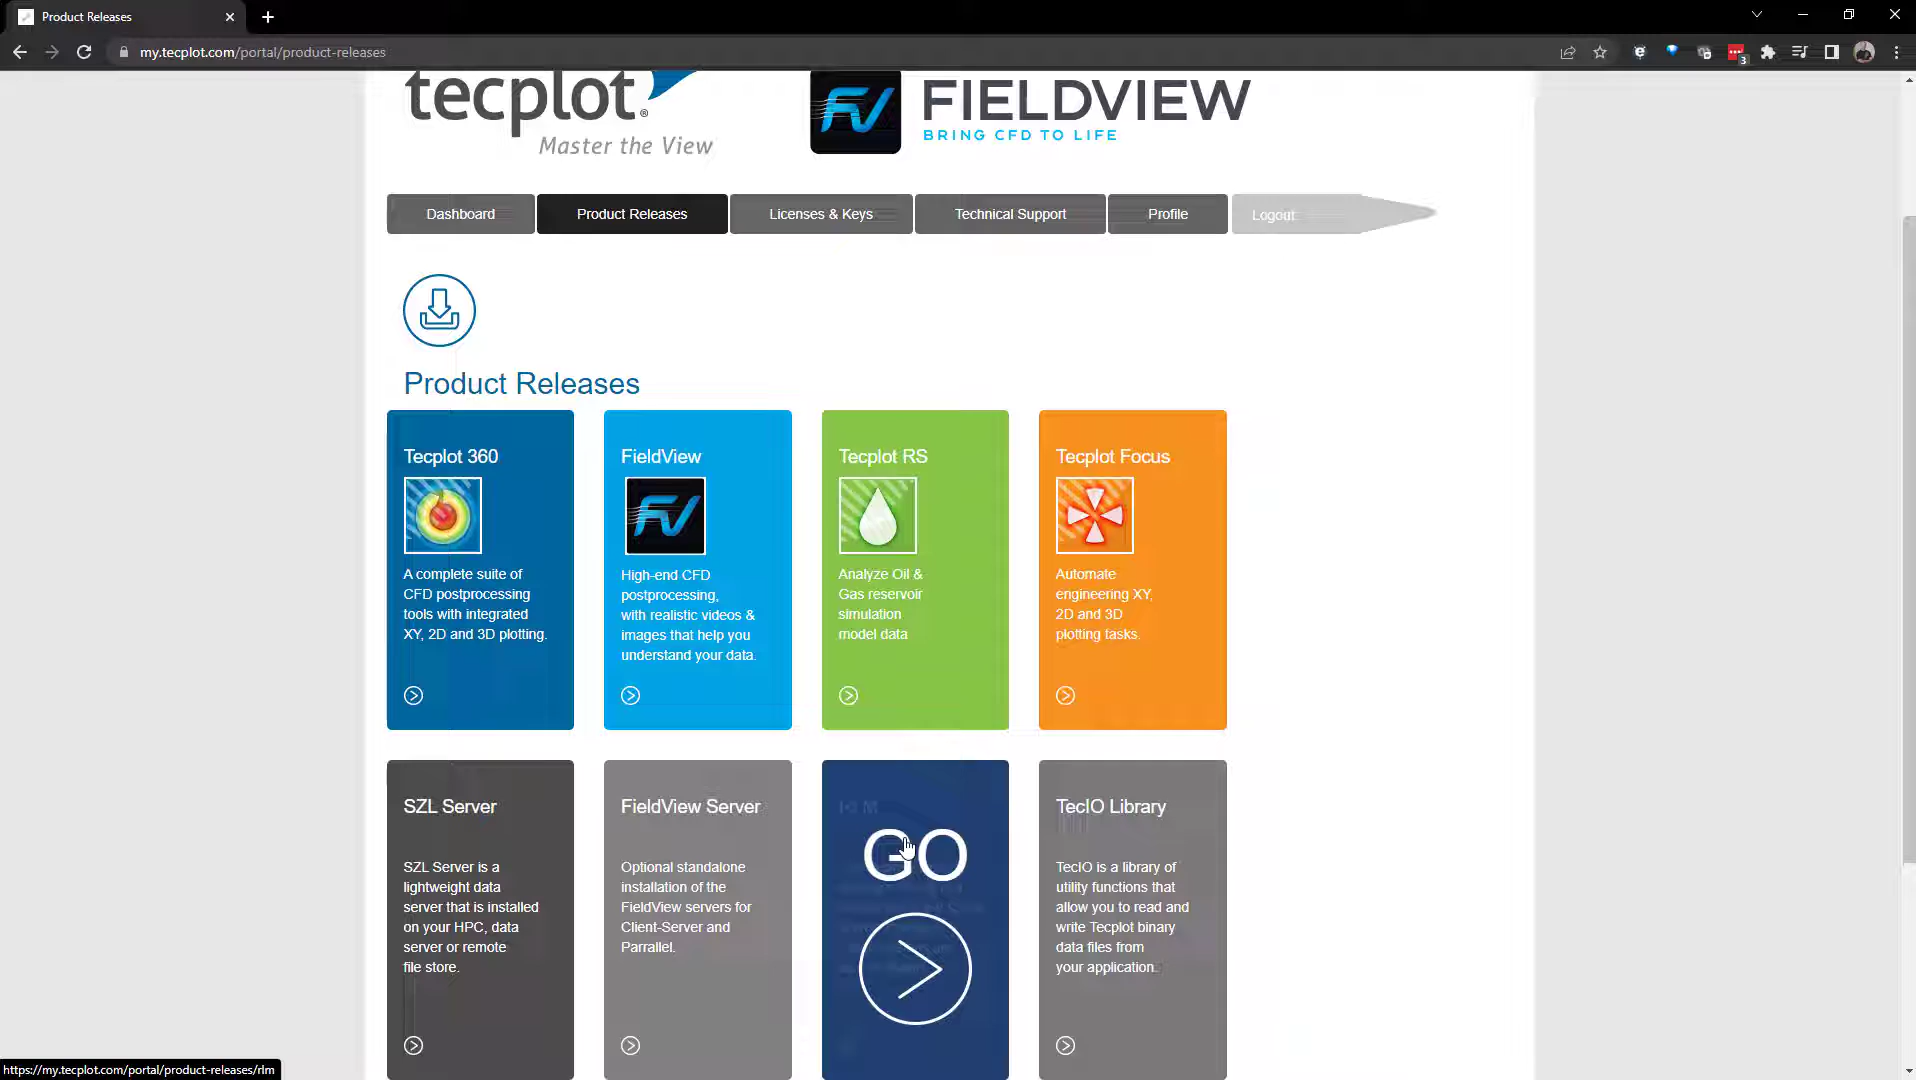 Product Releases
my.tecplot.com/portal/product-releases
3
tecplot®
Master the View
FV
FIELDVIEW
BRING CFD TO LIFE
Dashboard
Product Releases
Licenses & Keys
Technical Support
Profile
Logout
Product Releases
Tecplot 360
A complete suite of
CFD postprocessing
tools with integrated
XY, 2D and 3D plotting.
FieldView
FV
High-end CFD
postprocessing,
with realistic videos &
images that help you
understand your data.
Tecplot RS
Analyze Oil &
Gas reservoir
simulation
model data
Tecplot Focus
Automate
engineering XY,
2D and 3D
plotting tasks.
SZL Server
SZL Server is a
lightweight data
server that is installed
on your HPC, data
server or remote
file store.
FieldView Server
Optional standalone
installation of the
FieldView servers for
Client-Server and
Parrallel.
GO
TecIO Library
TecIO is a library of
utility functions that
allow you to read and
write Tecplot binary
data files from
your application.
https://my.tecplot.com/portal/product-releases/rlm